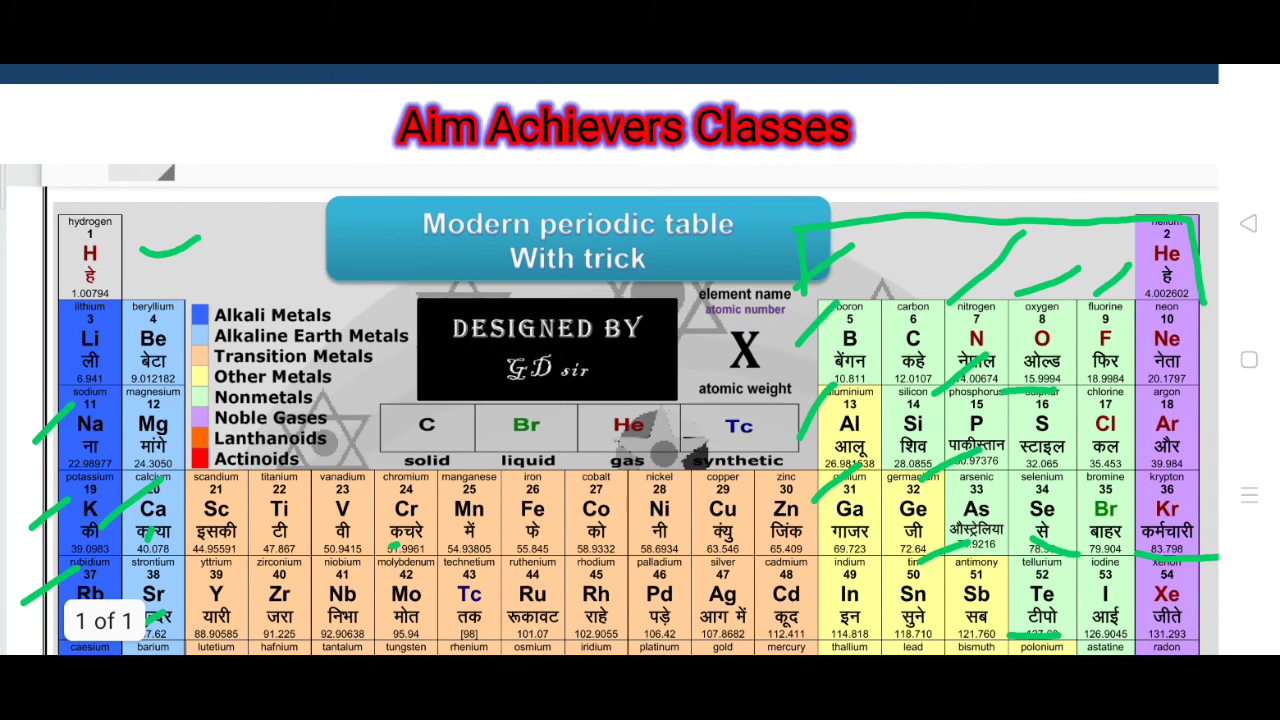 Aim Achievers Classes
Modern periodic table
With trick
hydrogen
1
H
हे
1.00794
2
He
हे
4.002602
element name
atomic number
X
atomic weight
DESIGNED BY
GD sir
Alkali Metals
Alkaline Earth Metals
Transition Metals
Other Metals
Nonmetals
Noble Gases
Lanthanoids
Actinoids
C Br He Tc
solid liquid gas synthetic
lithium beryllium boron carbon nitrogen oxygen fluorine neon
3 4 5 6 7 8 9 10
Li Be B C N O F Ne
ली बेटा बेंगन कहे नेपाल ओल्ड फिर नेता
6.941 9.012182 10.811 12.0107 14.00674 15.9994 18.9984 20.1797
sodium magnesium aluminium silicon phosphorus chlorine argon
11 12 13 14 15 16 17 18
Na Mg Al Si P S Cl Ar
ना मांगे आलू शिव पाकीस्तान स्टाइल कल और
22.98977 24.3050 26.981538 28.0855 30.97376 32.065 35.453 39.984
potassium calcium scandium titanium vanadium chromium manganese iron cobalt nickel copper zinc gallium germanium arsenic selenium bromine krypton
19 20 21 22 23 24 25 26 27 28 29 30 31 32 33 34 35 36
K Ca Sc Ti V Cr Mn Fe Co Ni Cu Zn Ga Ge As Se Br Kr
की इसकी टी वी कचरे में फे को नी क्युं जिंक गाजर जी औस्ट्रेलिया से बाहर कर्मचारी
39.0983 40.078 44.95591 47.867 50.9415 51.9961 54.93805 55.845 58.9332 58.6934 63.546 65.409 69.723 72.64 79.904 83.798
rubidium strontium yttrium zirconium niobium molybdenum technetium ruthenium rhodium palladium silver cadmium indium tin antimony tellurium iodine xenon
37 38 39 40 41 42 43 44 45 46 47 48 49 50 51 52 53 54
Rb Sr Y Zr Nb Mo Tc Ru Rh Pd Ag Cd In Sn Sb Te I Xe
यारी जरा निभा मोत तक रूकावट राहे पड़े आग में कूद इन सुने सब टीपो आई जीते
88.90585 91.225 92.90638 95.94 [98] 101.07 102.9055 106.42 107.8682 112.411 114.818 118.710 121.760 126.9045 131.293
caesium barium lutetium hafnium tantalum tungsten rhenium osmium iridium platinum gold mercury thallium lead bismuth polonium astatine radon
1 of 1